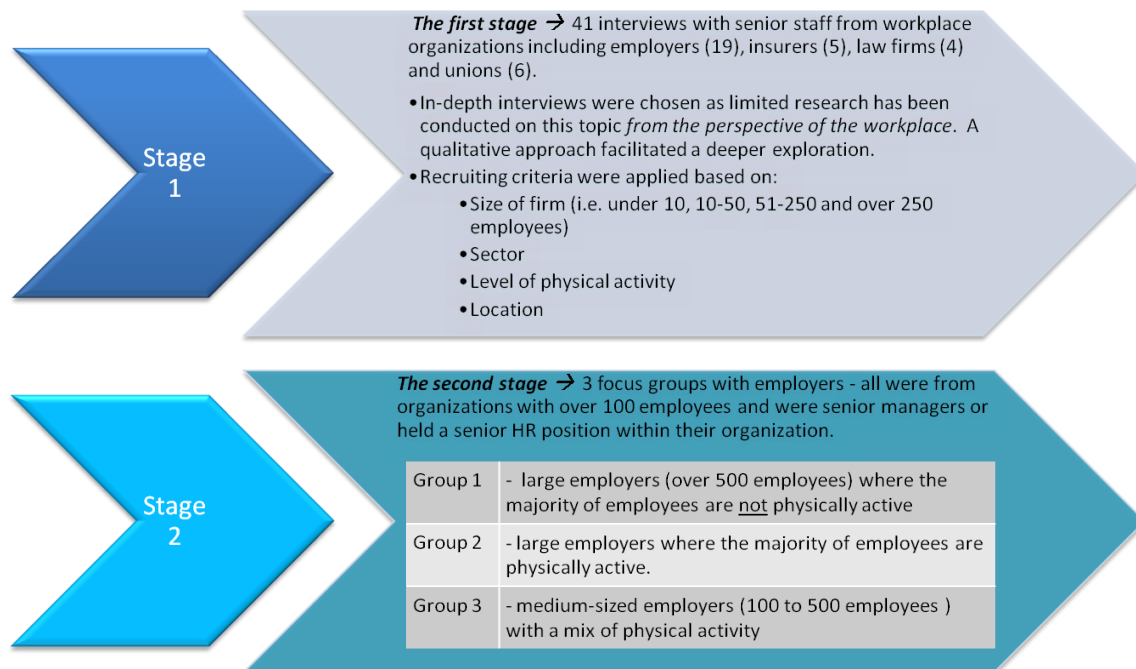 Stage
1
The first stage → 41 interviews with senior staff from workplace
organizations including employers (19), insurers (5), law firms (4)
and unions (6).
•In-depth interviews were chosen as limited research has been
conducted on this topic from the perspective of the workplace. A
qualitative approach facilitated a deeper exploration.
•Recruiting criteria were applied based on:
•Size of firm (i.e. under 10, 10-50, 51-250 and over 250
employees)
•Sector
•Level of physical activity
•Location
Stage
2
The second stage → 3 focus groups with employers - all were from
organizations with over 100 employees and were senior managers or
held a senior HR position within their organization.
Group 1 - large employers (over 500 employees) where the
majority of employees are not physically active
Group 2 - large employers where the majority of employees are
physically active.
Group 3 - medium-sized employers (100 to 500 employees )
with a mix of physical activity